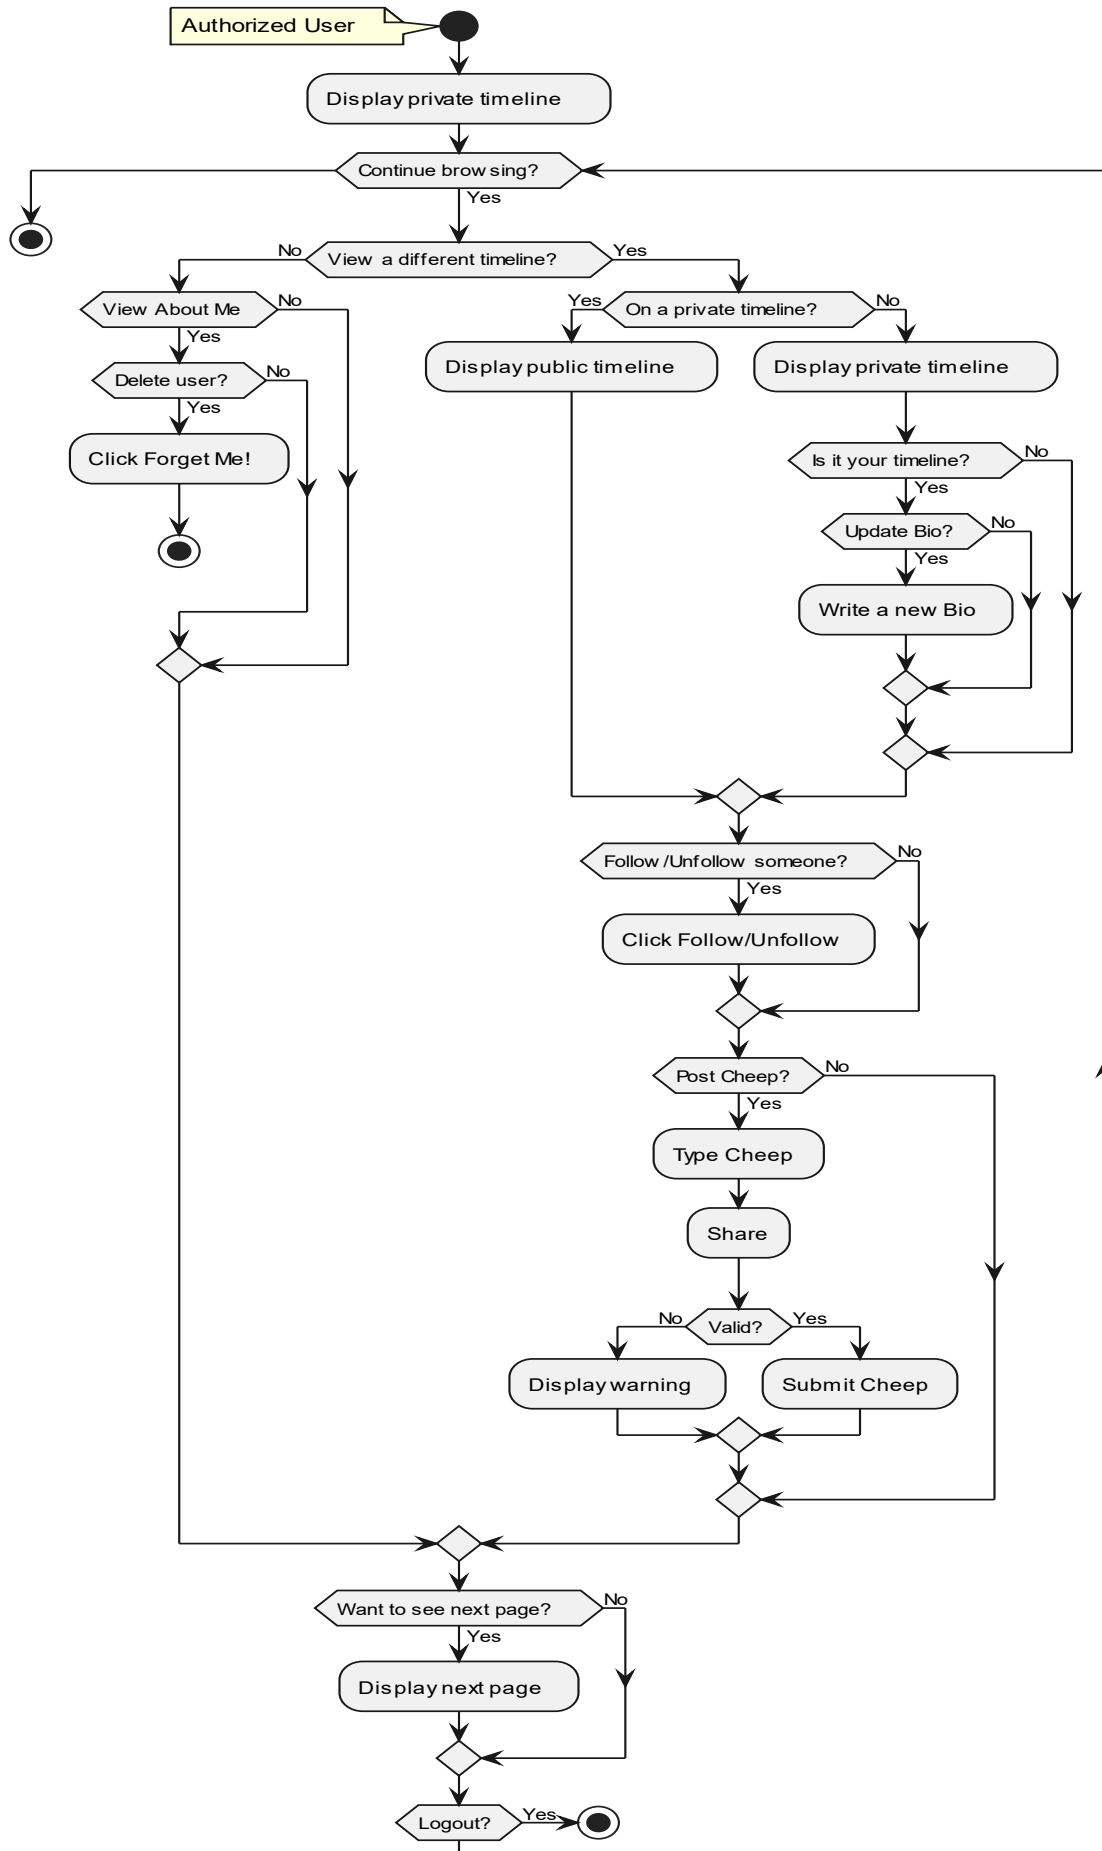 Authorized User
Display private timeline
Continue browsing?
Yes
No
View a different timeline?
Yes
View About Me
No
Yes
On a private timeline?
No
Yes
Display public timeline
Display private timeline
Delete user?
No
Yes
Click Forget Me!
Is it your timeline?
No
Yes
Update Bio?
No
Yes
Write a new Bio
Follow/Unfollow someone?
No
Yes
Click Follow/Unfollow
Post Cheep?
No
Yes
Type Cheep
Share
No
Valid?
Yes
Display warning
Submit Cheep
Want to see next page?
No
Yes
Display next page
Logout?
Yes